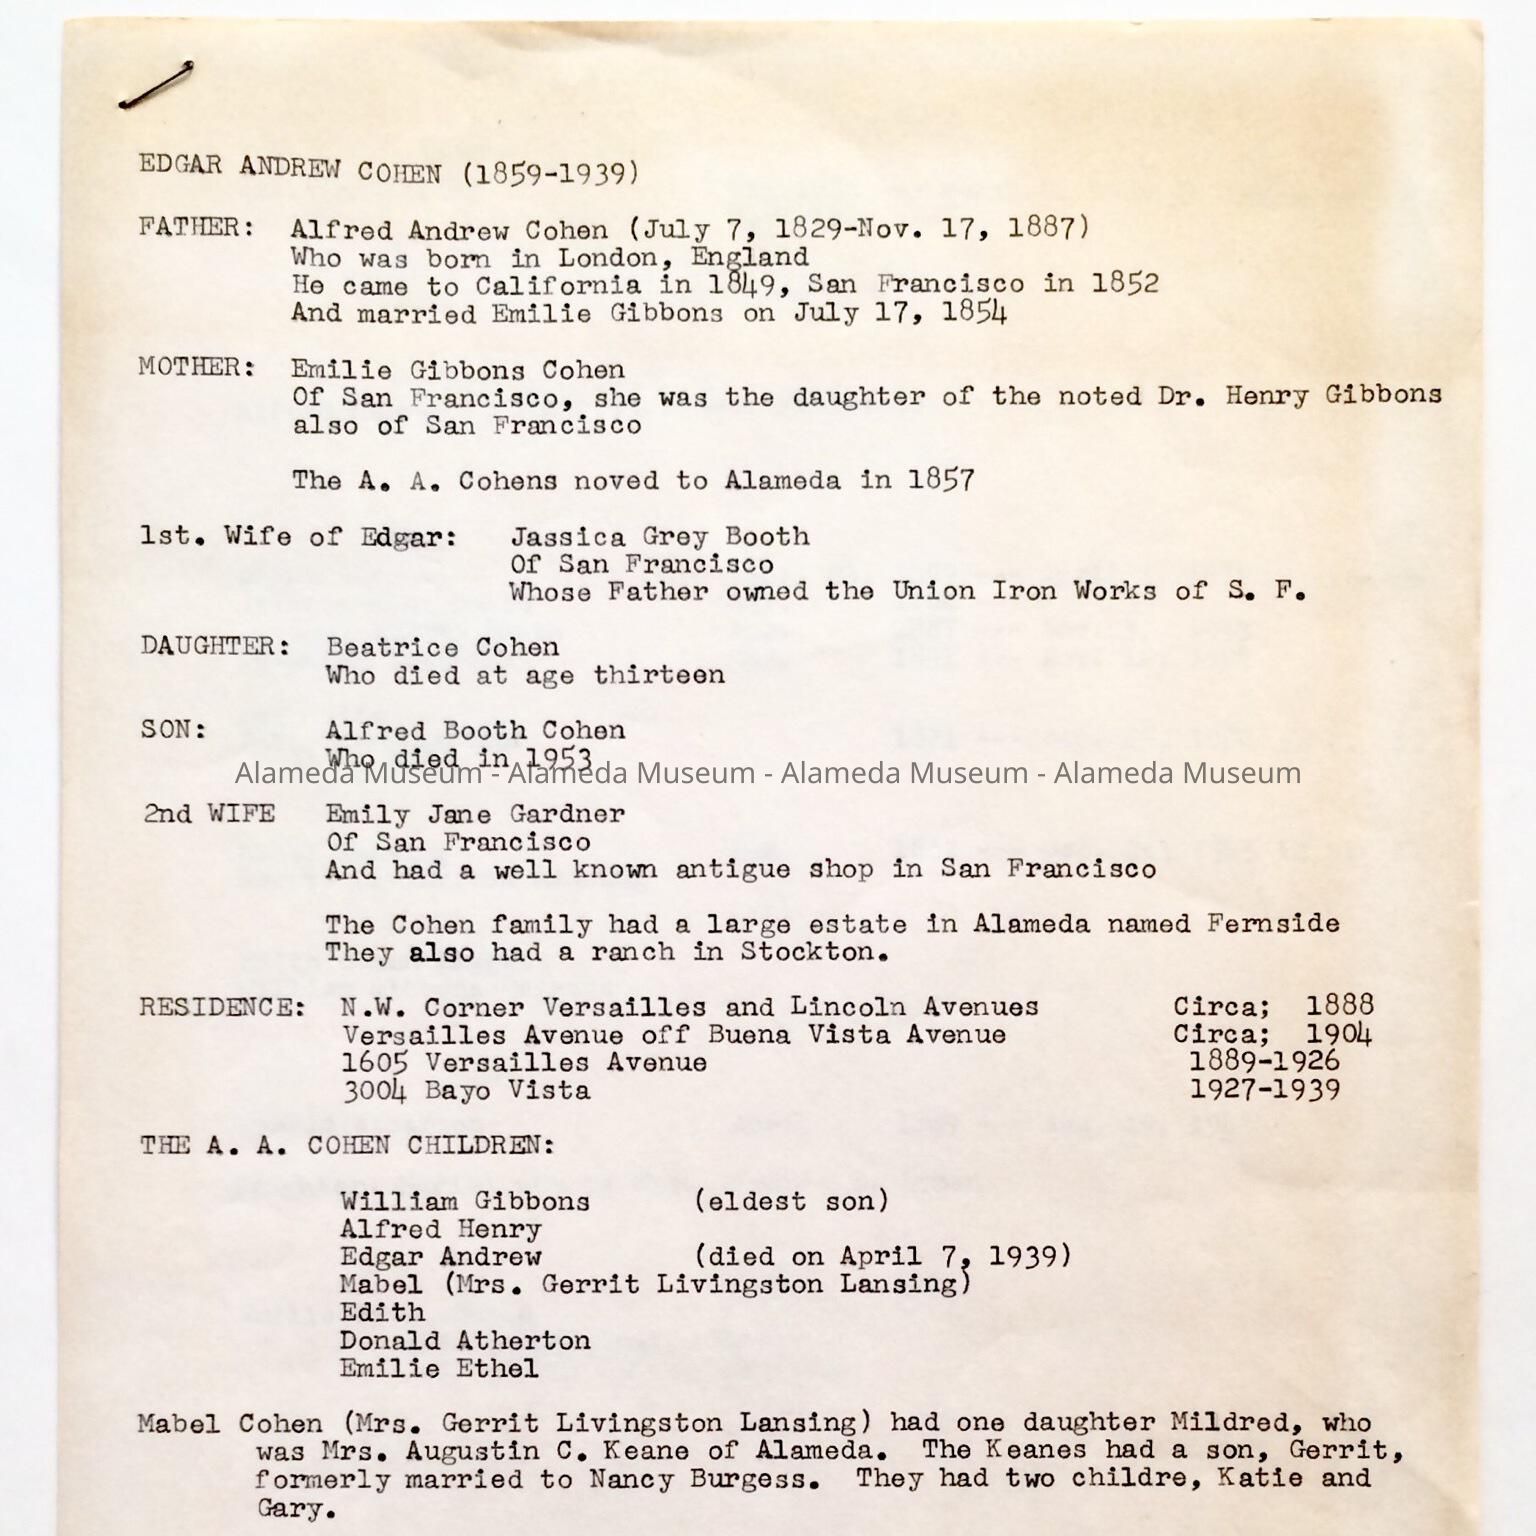 EDGAR ANDREW COHEN (1859-1939)
FATHER: Alfred Andrew Cohen (July 7, 1829-Nov. 17, 1887)
Who was born in London, England
He came to California in 1849, San Francisco in 1852
And married Emilie Gibbons on July 17, 1854
MOTHER: Emilie Gibbons Cohen
Of San Francisco, she was the daughter of the noted Dr. Henry Gibbons
also of San Francisco
The A. A. Cohens noved to Alameda in 1857
1st. Wife of Edgar: Jassica Grey Booth
Of San Francisco
Whose Father owned the Union Iron Works of S. F.
DAUGHTER: Beatrice Cohen
Who died at age thirteen
SON: Alfred Booth Cohen
Who died in 1953
Alameda Museum - Alameda Museum - Alameda Museum - Alameda Museum
2nd WIFE Emily Jane Gardner
Of San Francisco
And had a well known antigue shop in San Francisco
The Cohen family had a large estate in Alameda named Fernside
They also had a ranch in Stockton.
RESIDENCE: N.W. Corner Versailles and Lincoln Avenues Circa; 1888
Versailles Avenue off Buena Vista Avenue Circa; 1904
1605 Versailles Avenue 1889-1926
3004 Bayo Vista 1927-1939
THE A. A. COHEN CHILDREN:
William Gibbons (eldest son)
Alfred Henry
Edgar Andrew (died on April 7, 1939)
Mabel (Mrs. Gerrit Livingston Lansing)
Edith
Donald Atherton
Emilie Ethel
Mabel Cohen (Mrs. Gerrit Livingston Lansing) had one daughter Mildred, who
was Mrs. Augustin C. Keane of Alameda. The Keanes had a son, Gerrit,
formerly married to Nancy Burgess. They had two childre, Katie and
Gary.